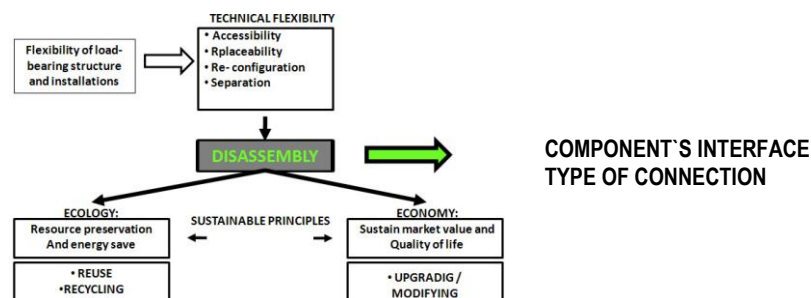 TECHNICAL FLEXIBILITY
Flexibility of load-
bearing structure
and installations
• Accessibility
• Rplaceability
• Re- configuration
• Separation
DISASSEMBLY
COMPONENT`S INTERFACE
TYPE OF CONNECTION
ECOLOGY:
Resource preservation
And energy save
SUSTAINABLE PRINCIPLES
ECONOMY:
Sustain market value and
Quality of life
• REUSE
•RECYCLING
• UPGRADIG /
MODIFYING